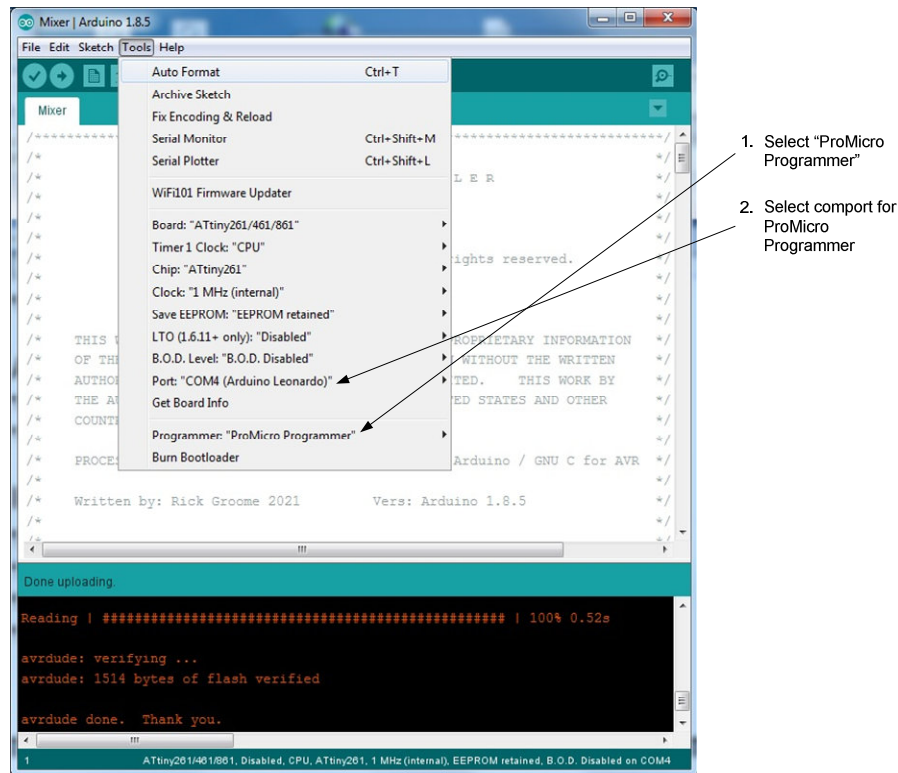 Mixer | Arduino 1.8.5
File Edit Sketch Tools Help
Mixer
Auto Format Ctrl+T
Archive Sketch
Fix Encoding & Reload
Serial Monitor Ctrl+Shift+M
Serial Plotter Ctrl+Shift+L
WiFi101 Firmware Updater
Board: "ATtiny261/461/861"
Timer 1 Clock: "CPU"
Chip: "ATtiny261"
Clock: "1 MHz (internal)"
Save EEPROM: "EEPROM retained"
LTO (1.6.11+ only): "Disabled"
B.O.D. Level: "B.O.D. Disabled"
Port: "COM4 (Arduino Leonardo)"
Get Board Info
Programmer: "ProMicro Programmer"
Burn Bootloader
L E R
ights reserved.
/* THIS ROPRIETARY INFORMATION */
/* OF THE WITHOUT THE WRITTEN */
/* AUTHO TED. THIS WORK BY */
/* THE AU ED STATES AND OTHER */
/* COUNT */
/* PROCES Arduino / GNU C for AVR */
/* Written by: Rick Groome 2021 Vers: Arduino 1.8.5 */
1. Select "ProMicro
Programmer"
2. Select comport for
ProMicro
Programmer
Done uploading.
Reading | ################################################## | 100% 0.52s
avrdude: verifying ...
avrdude: 1514 bytes of flash verified
avrdude done. Thank you.
1 ATtiny261/461/861, Disabled, CPU, ATtiny261, 1 MHz (internal), EEPROM retained, B.O.D. Disabled on COM4